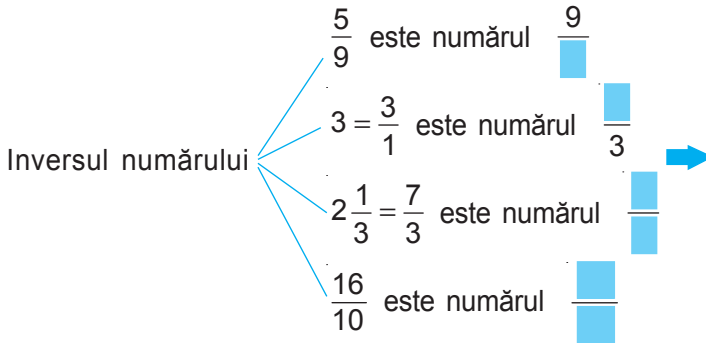 5/9 este numărul 9/
3 = 3/1 este numărul /3
Inversul numărului
2 1/3 = 7/3 este numărul
16/10 este numărul